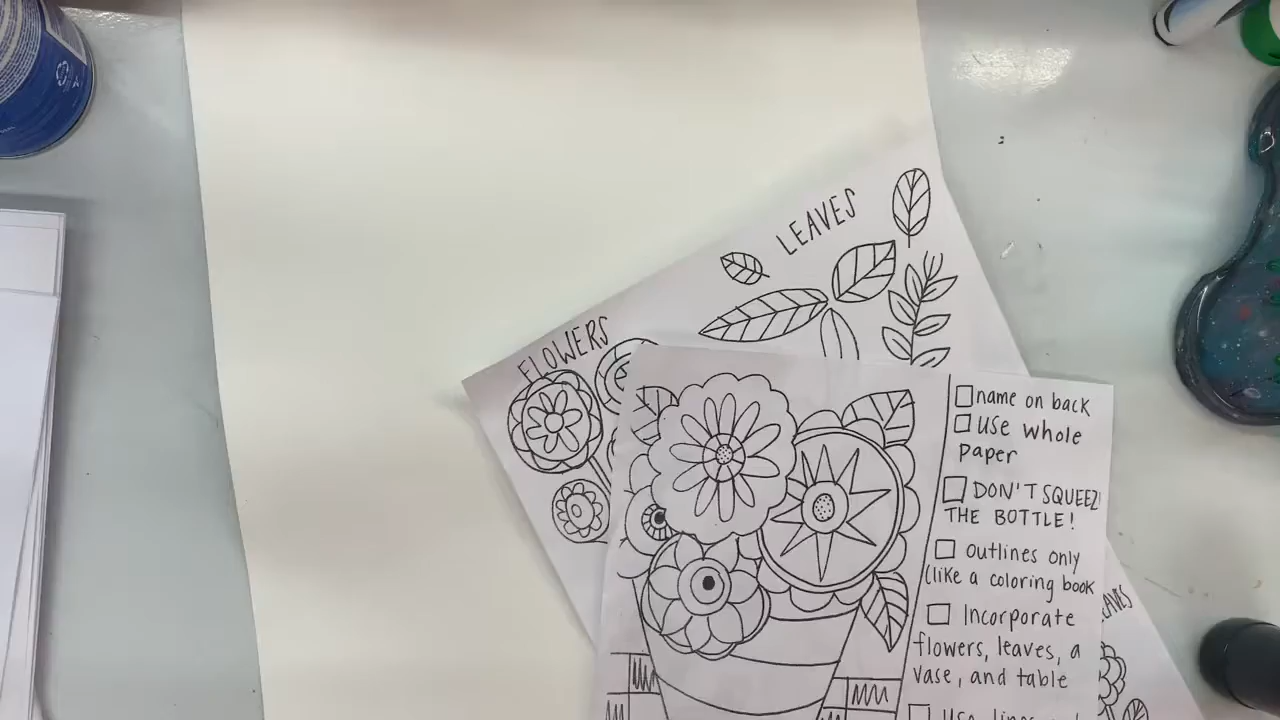 LEAVES
FLOWERS
name on back
USE whole
paper
DON'T SQUEEZ
THE BOTTLE!
outlines only
(like a coloring book
Incorporate
flowers, leaves, a
vase, and table